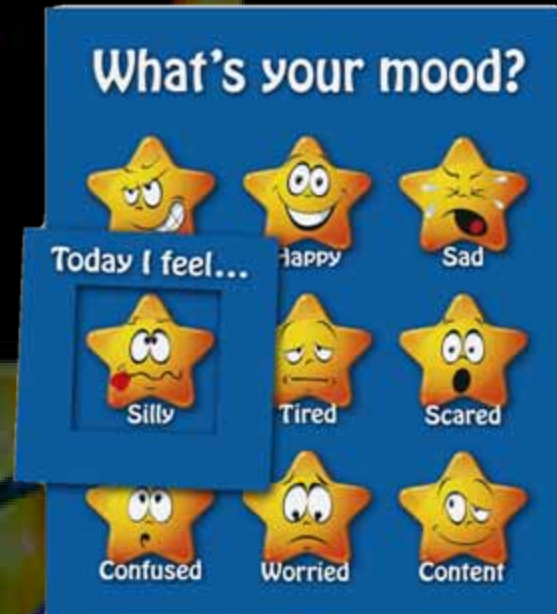 What's your mood?
Today I feel...
Happy
Sad
Silly
Tired
Scared
Confused
Worried
Content